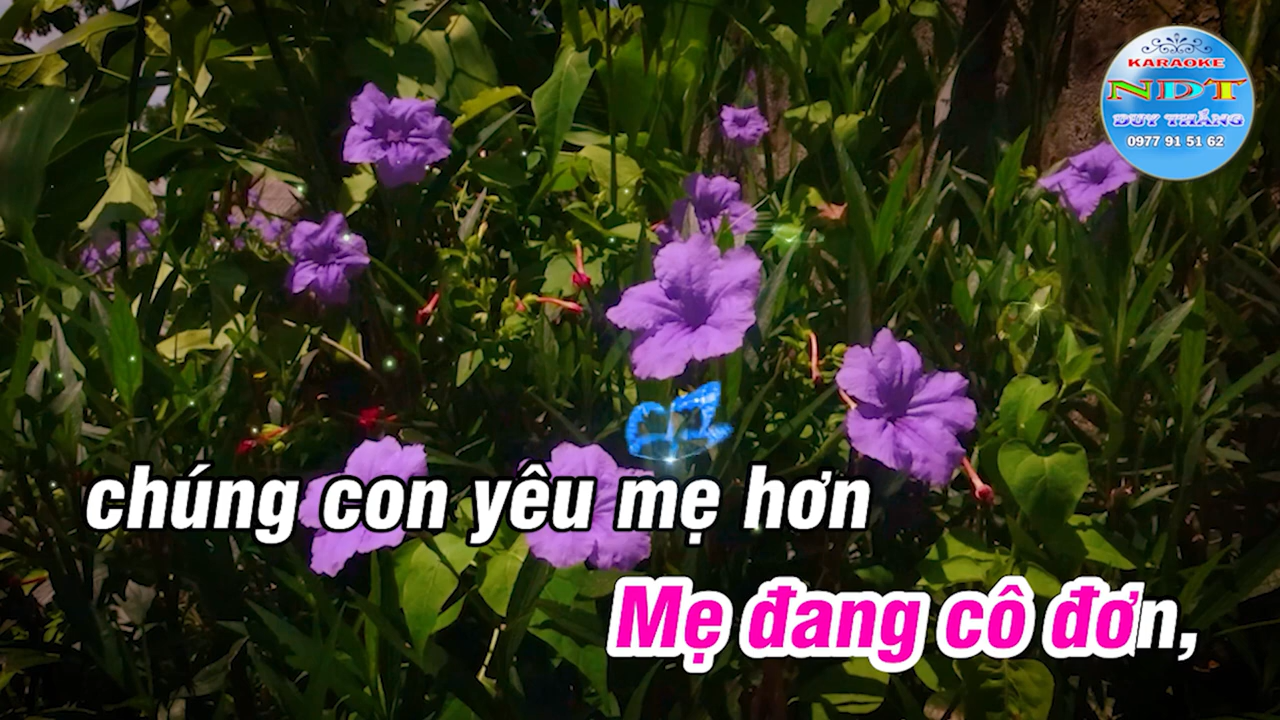 KARAOKE
NDT
DUY THẮNG
0977 91 51 62
chúng con yêu mẹ hơn
Mẹ đang cô đơn,